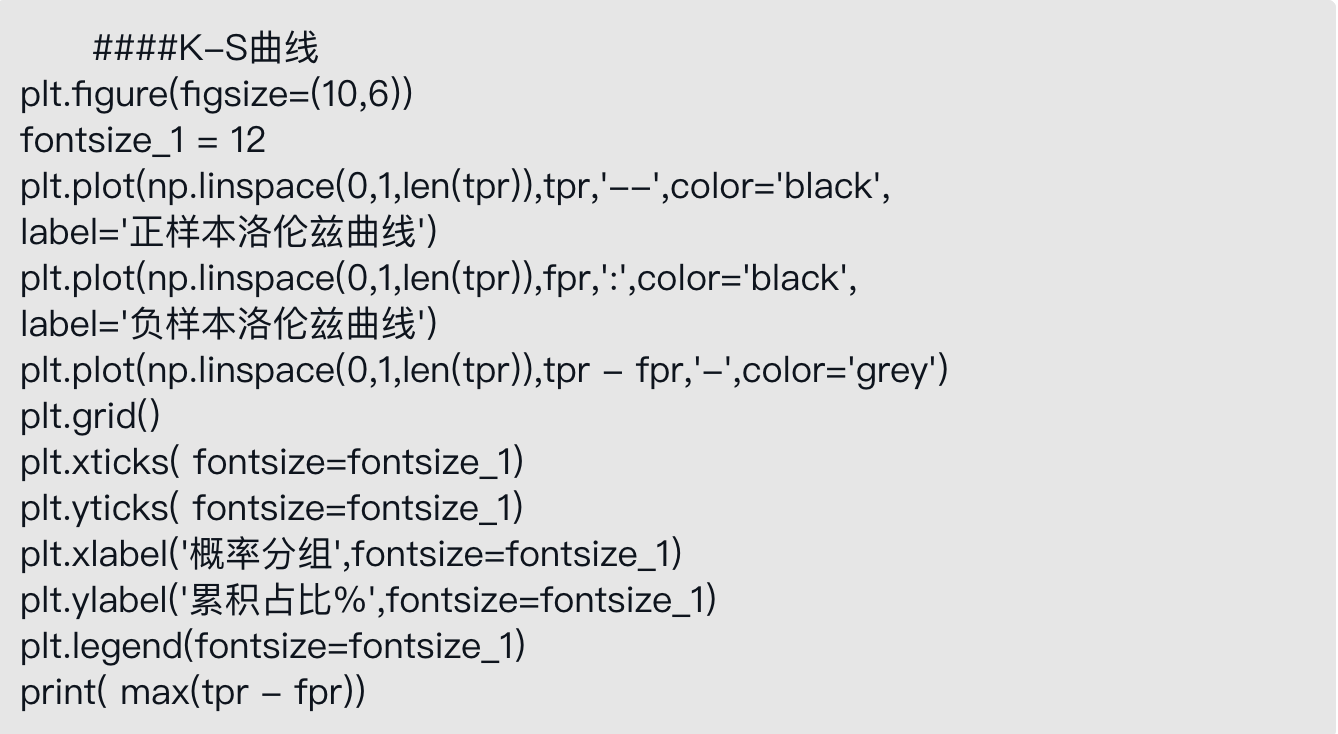 ####K-S曲线
plt.figure(figsize=(10,6))
fontsize_1 = 12
plt.plot(np.linspace(0,1,len(tpr)),tpr,'--',color='black',
label='正样本洛伦兹曲线')
plt.plot(np.linspace(0,1,len(tpr)),fpr,':',color='black',
label='负样本洛伦兹曲线')
plt.plot(np.linspace(0,1,len(tpr)),tpr - fpr,'-',color='grey')
plt.grid()
plt.xticks( fontsize=fontsize_1)
plt.yticks( fontsize=fontsize_1)
plt.xlabel('概率分组',fontsize=fontsize_1)
plt.ylabel('累积占比%',fontsize=fontsize_1)
plt.legend(fontsize=fontsize_1)
print( max(tpr - fpr))